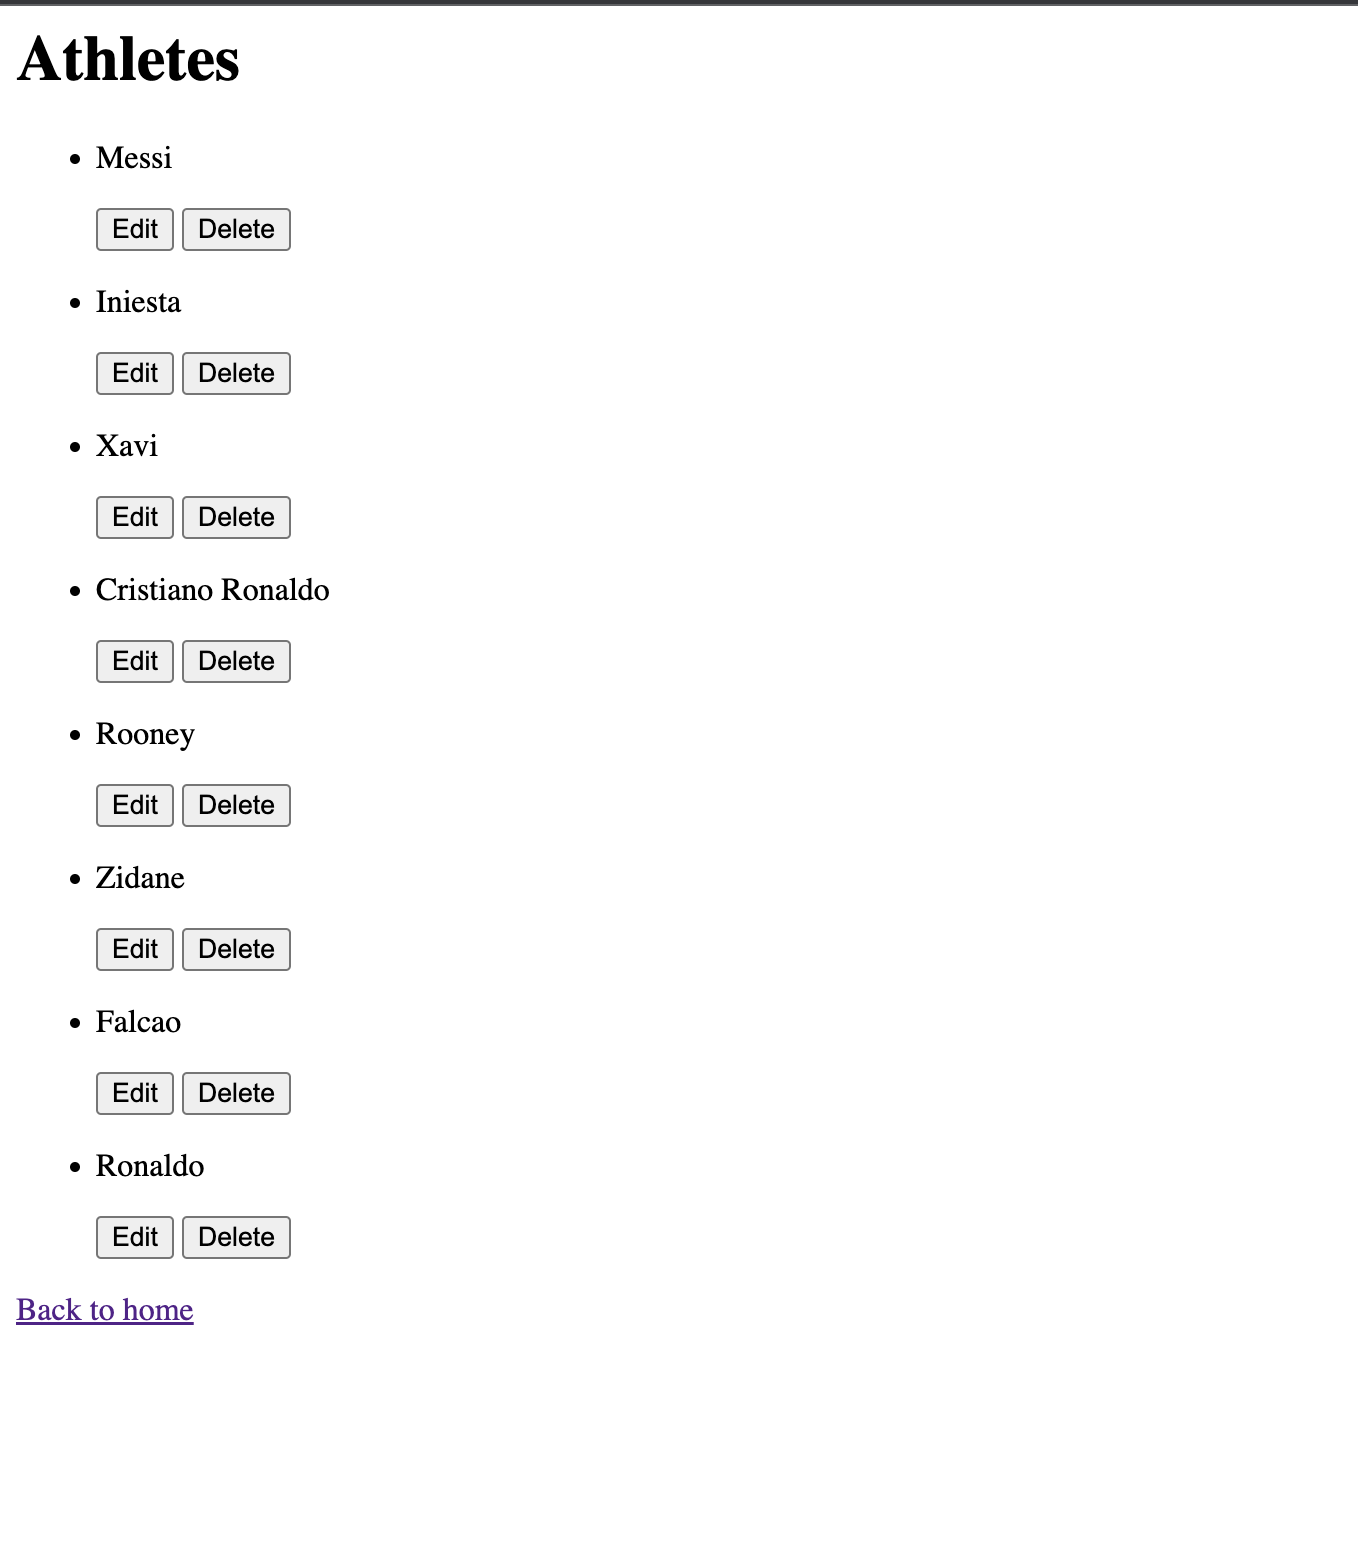 Athletes
Messi
Edit Delete
Iniesta
Edit Delete
Xavi
Edit Delete
Cristiano Ronaldo
Edit Delete
Rooney
Edit Delete
Zidane
Edit Delete
Falcao
Edit Delete
Ronaldo
Edit Delete
Back to home